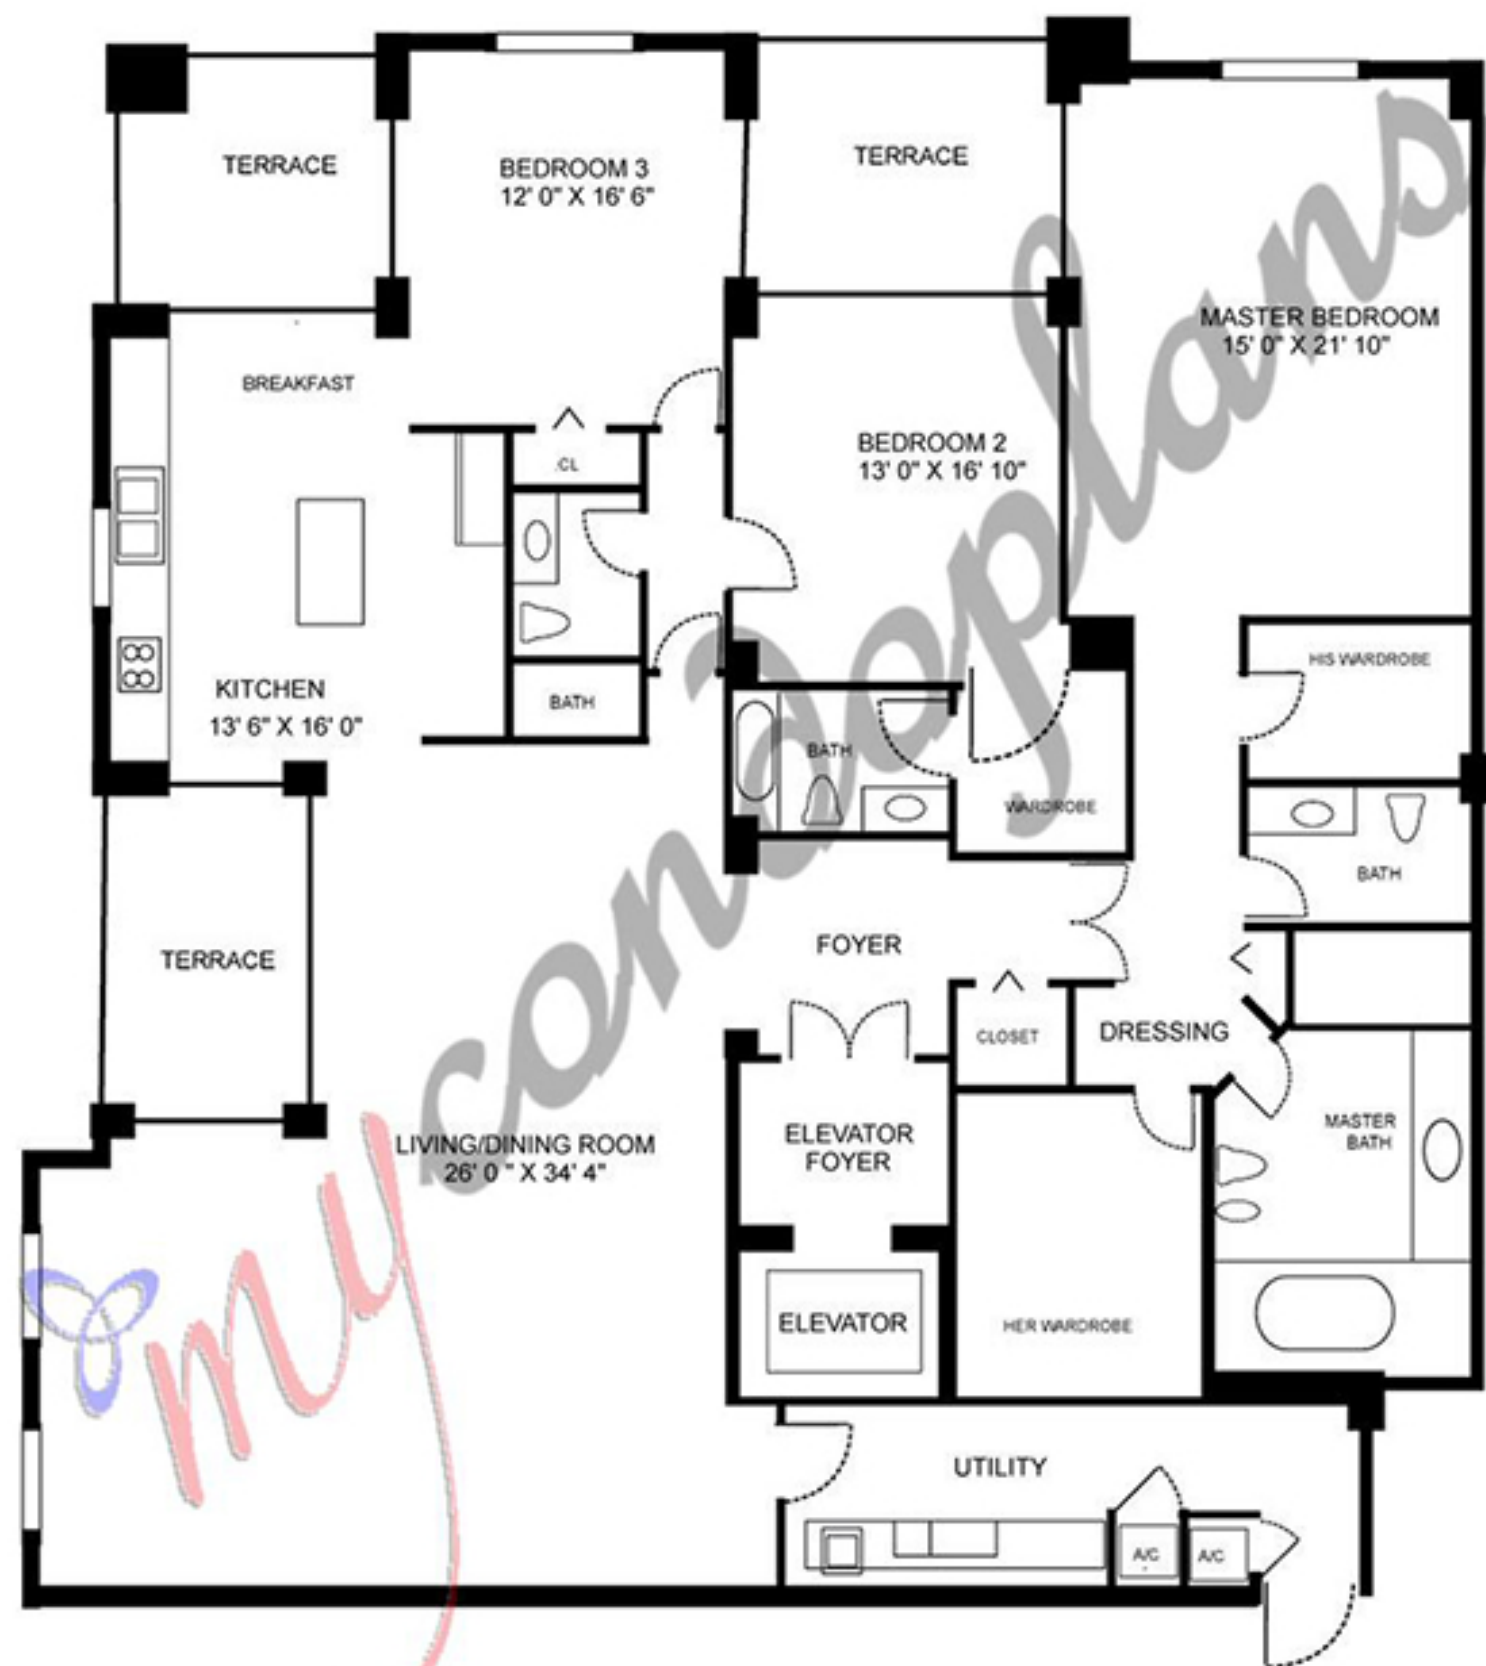 TERRACE
BEDROOM 3
12' 0" X 16' 6"
TERRACE
MASTER BEDROOM
15' 0" X 21' 10"
BREAKFAST
BEDROOM 2
13' 0" X 16' 10"
CL
HIS WARDROBE
KITCHEN
13' 6" X 16' 0"
BATH
BATH
WARDROBE
BATH
FOYER
TERRACE
CLOSET
DRESSING
LIVING/DINING ROOM
26' 0 " X 34' 4"
ELEVATOR
FOYER
MASTER
BATH
ELEVATOR
HER WARDROBE
UTILITY
A/C
A/C
mycondoplans